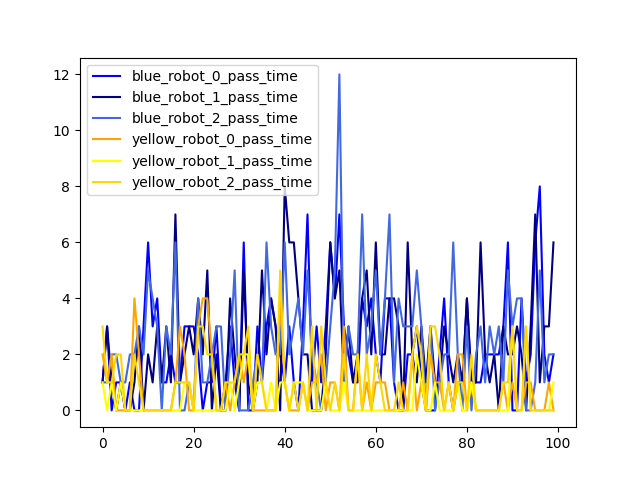 blue_robot_0_pass_time
blue_robot_1_pass_time
blue_robot_2_pass_time
yellow_robot_0_pass_time
yellow_robot_1_pass_time
yellow_robot_2_pass_time
12
10
8
6
4
2
0
0 20 40 60 80 100